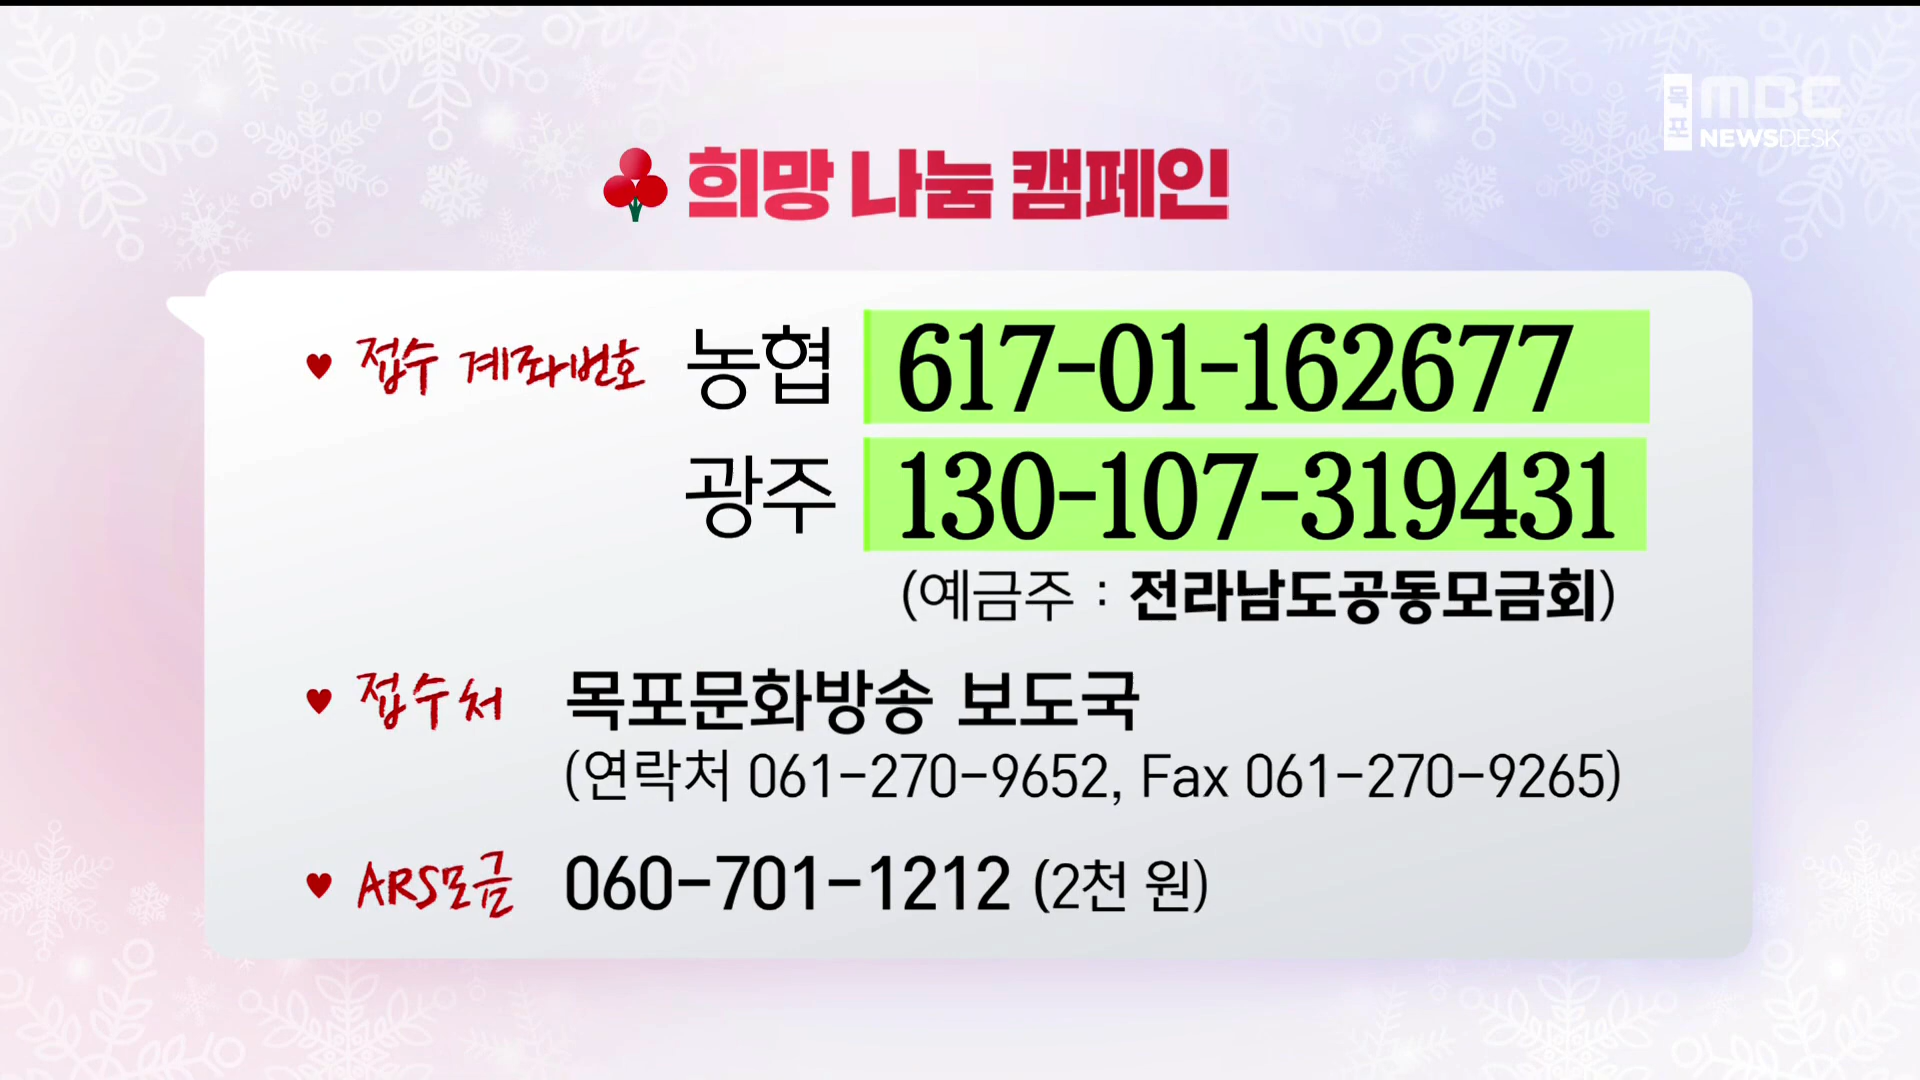 목포 MBC
NEWSDESK
희망 나눔 캠페인
♥ 접수 계좌번호 농협 617-01-162677
광주 130-107-319431
(예금주 : 전라남도공동모금회)
♥ 접수처 목포문화방송 보도국
(연락처 061-270-9652, Fax 061-270-9265)
♥ ARS모금 060-701-1212 (2천 원)